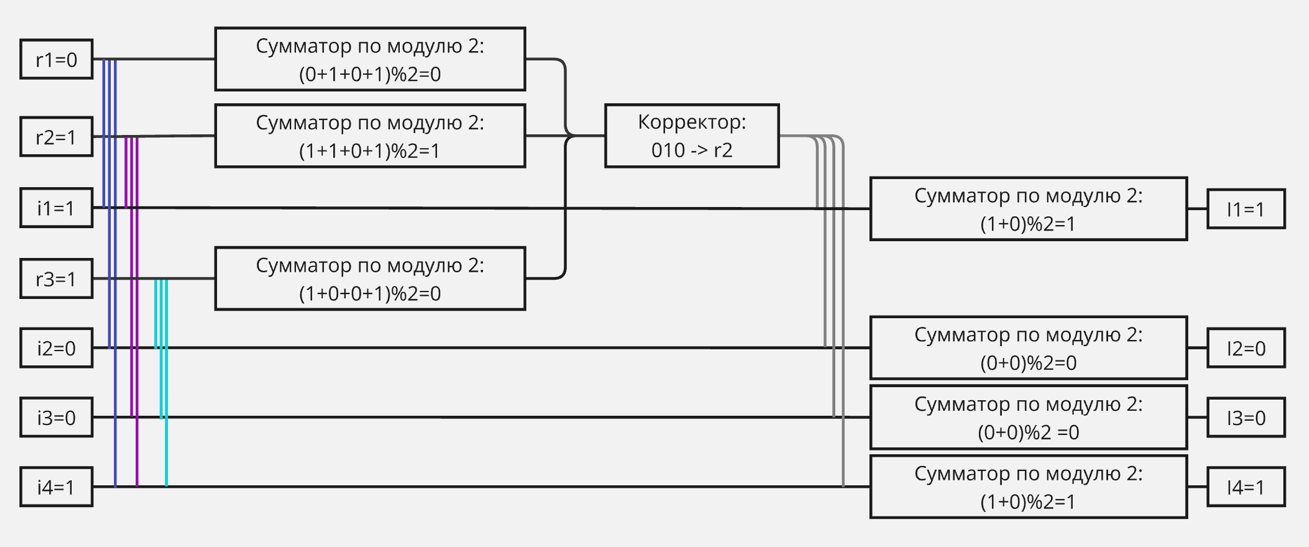 r1=0
Сумматор по модулю 2:
(0+1+0+1)%2=0
r2=1
Сумматор по модулю 2:
(1+1+0+1)%2=1
Корректор:
010 -> r2
i1=1
Сумматор по модулю 2:
(1+0)%2=1
I1=1
r3=1
Сумматор по модулю 2:
(1+0+0+1)%2=0
i2=0
Сумматор по модулю 2:
(0+0)%2=0
I2=0
i3=0
Сумматор по модулю 2:
(0+0)%2 =0
I3=0
i4=1
Сумматор по модулю 2:
(1+0)%2=1
I4=1